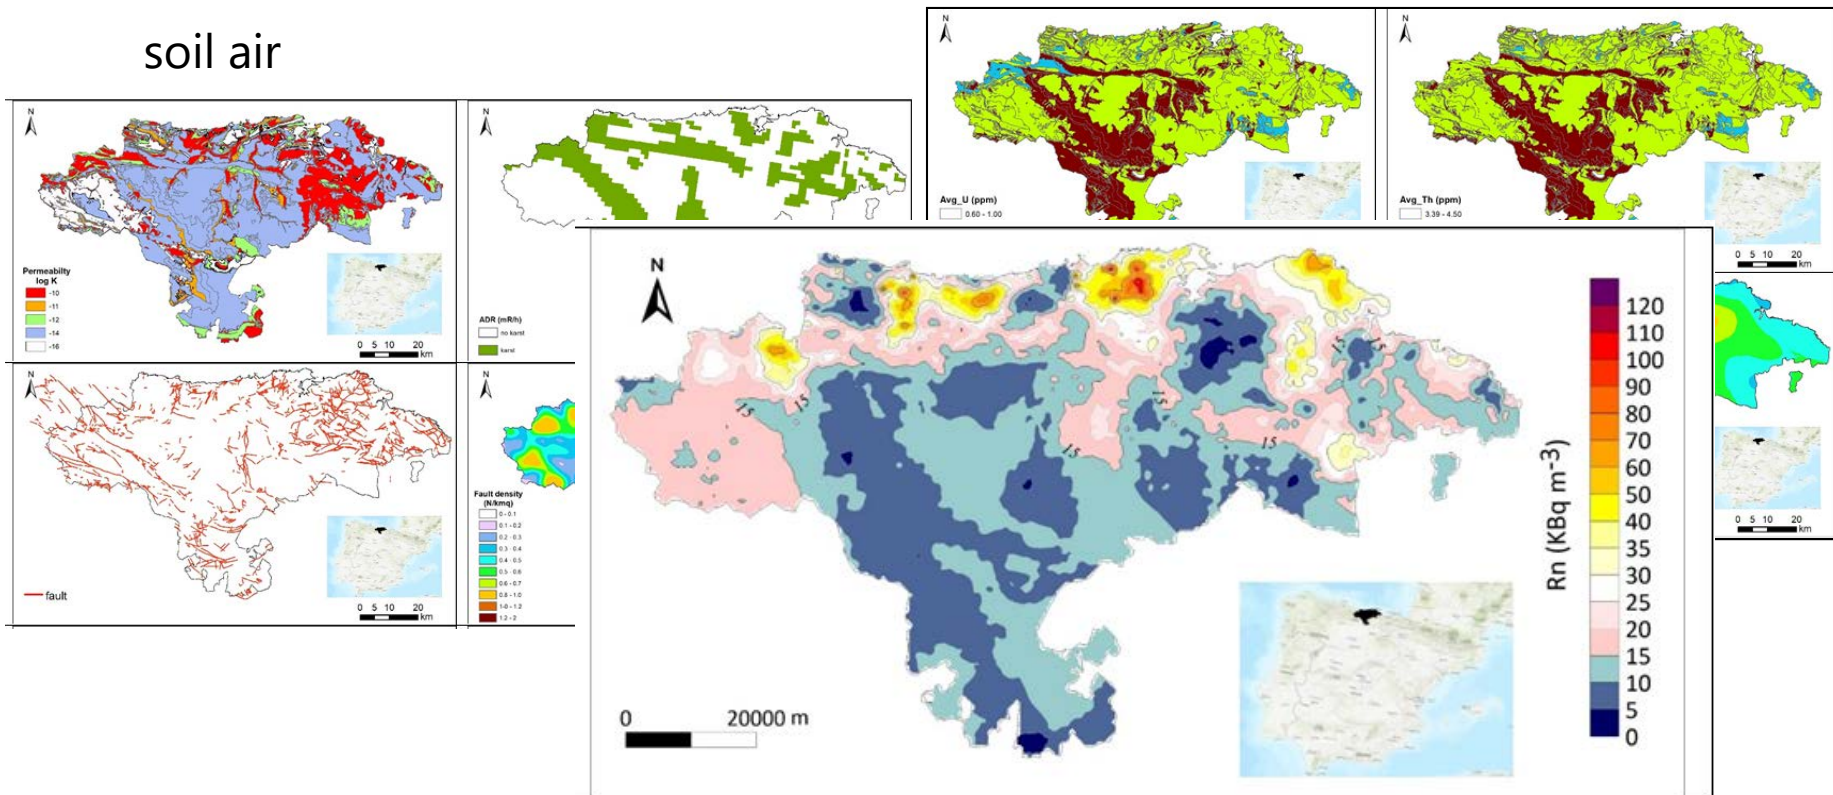 soil air
N
Permeabilty
log K
-10
-11
-12
-14
-16
0 5 10 20
km
N
ADR (mR/h)
no karst
karst
N
Avg_U (ppm)
0.60 - 1.00
N
Avg_Th (ppm)
3.39 - 4.50
0 5 10 20
km
N
fault
0 5 10 20
km
N
Fault density
(N/kmq)
0 - 0.1
0.1 - 0.2
0.2 - 0.3
0.3 - 0.4
0.4 - 0.5
0.5 - 0.6
0.6 - 0.7
0.8 - 1.0
1-0 - 1.2
1.2 - 2
N
15
15
15
15
15
15
15
0
20000 m
Rn (KBq m-3)
120
110
100
90
80
70
60
50
40
35
30
25
20
15
10
5
0
0 5 10 20
km